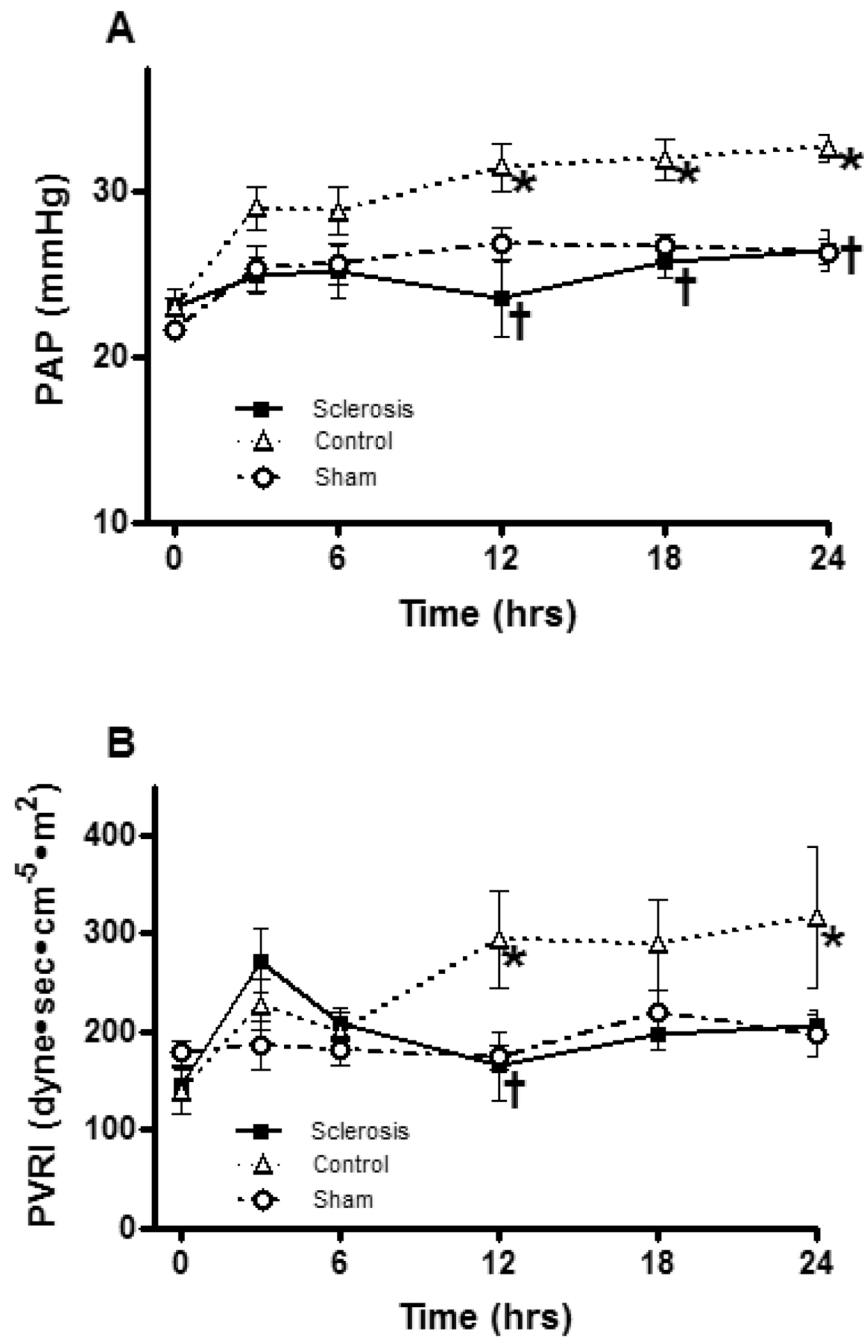 A
PAP (mmHg)
30
20
10
* * *
† † †
Sclerosis
Control
Sham
0 6 12 18 24
Time (hrs)
B
PVRI (dyne•sec•cm⁻⁵•m²)
400
300
200
100
0
* *
†
Sclerosis
Control
Sham
0 6 12 18 24
Time (hrs)